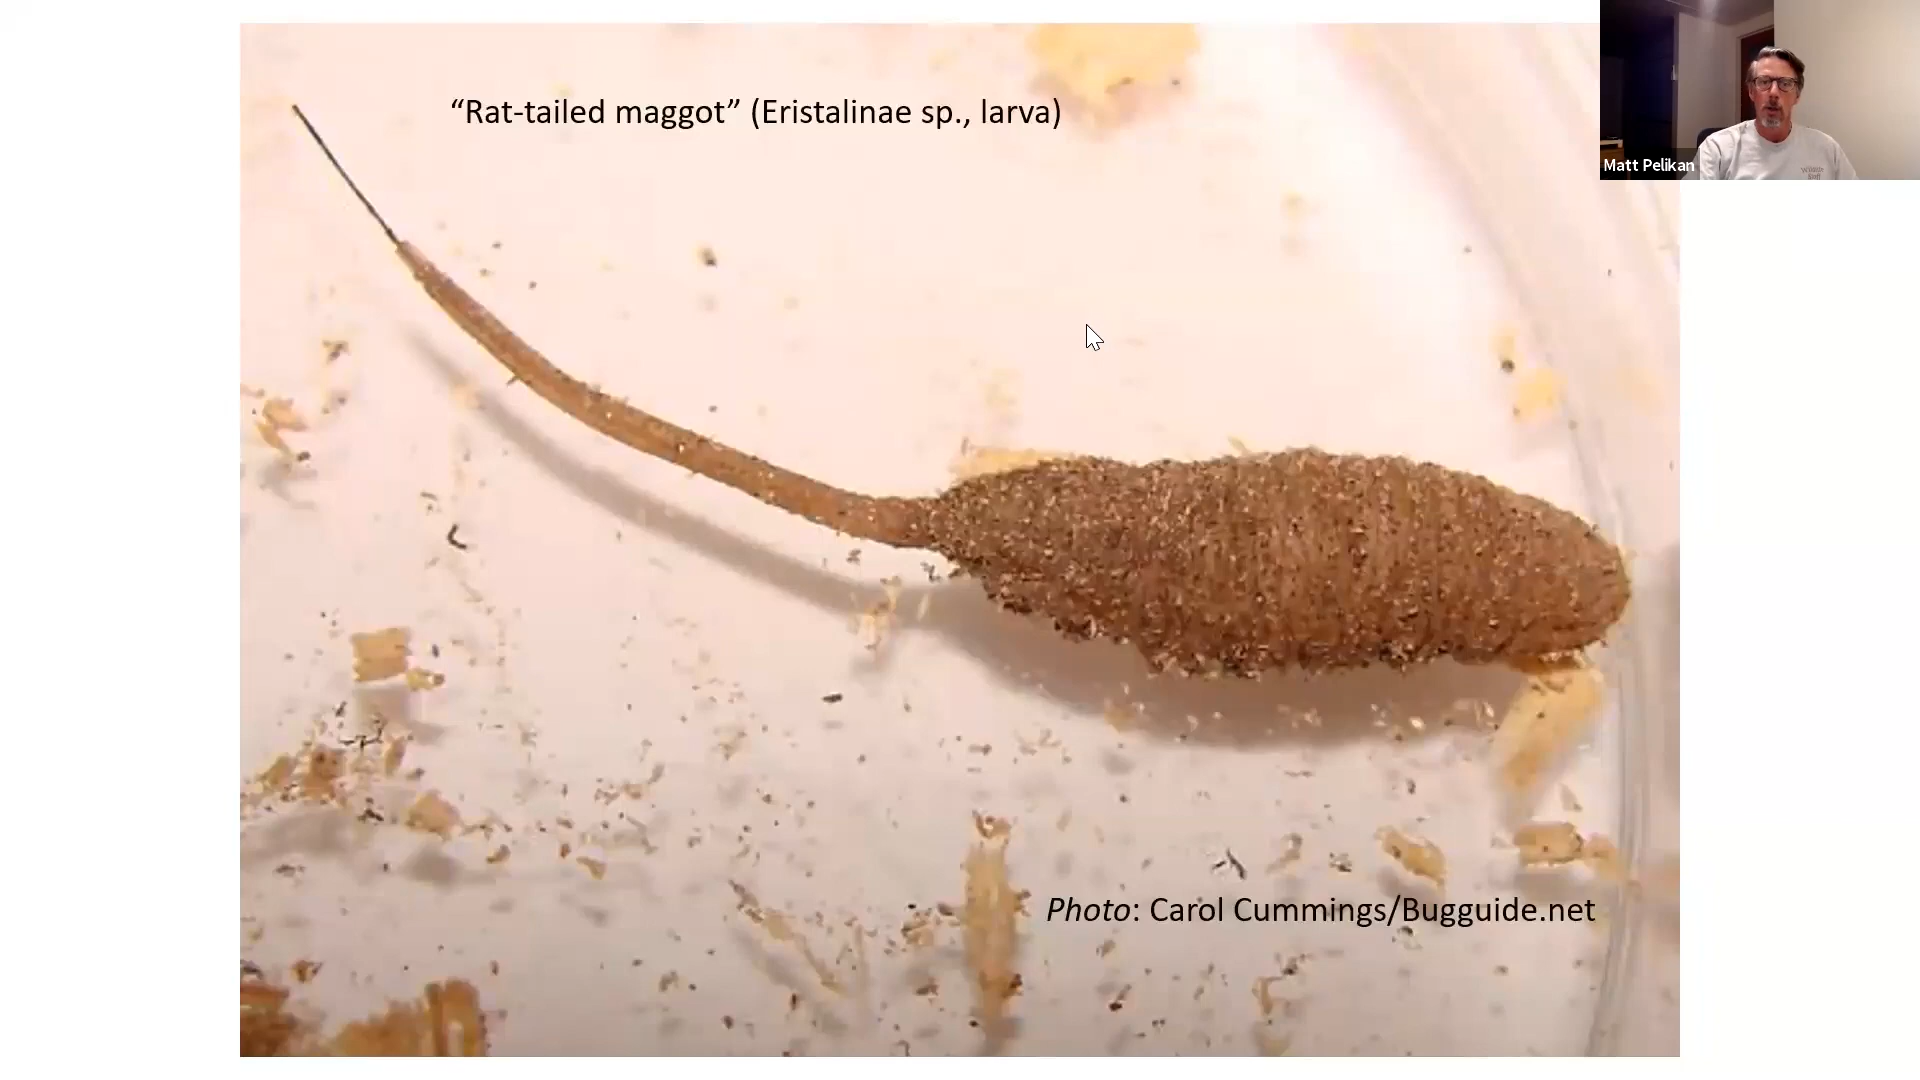 “Rat-tailed maggot” (Eristalinae sp., larva)
Matt Pelikan
Photo: Carol Cummings/Bugguide.net